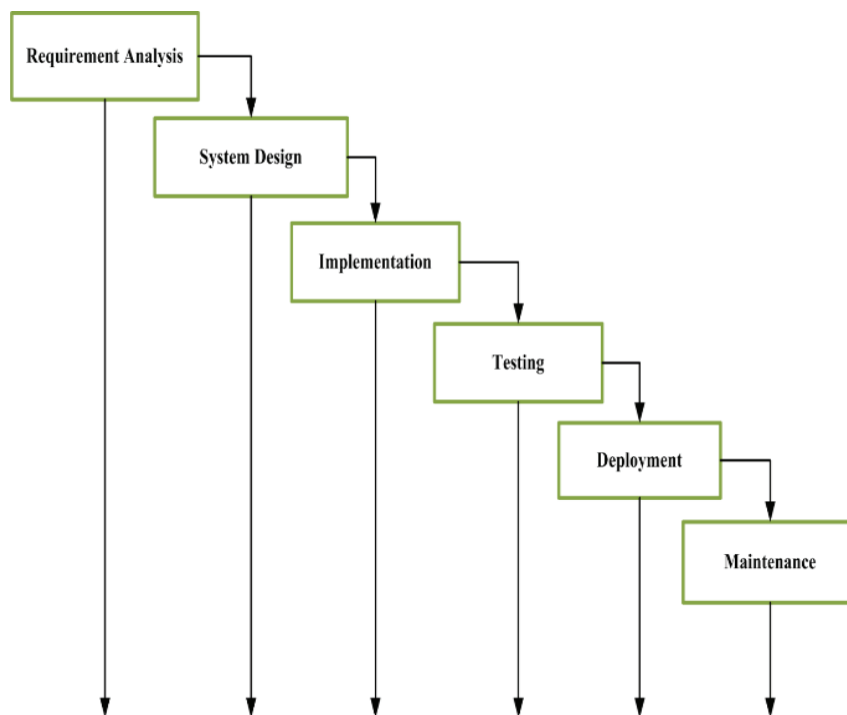 Requirement Analysis
System Design
Implementation
Testing
Deployment
Maintenance